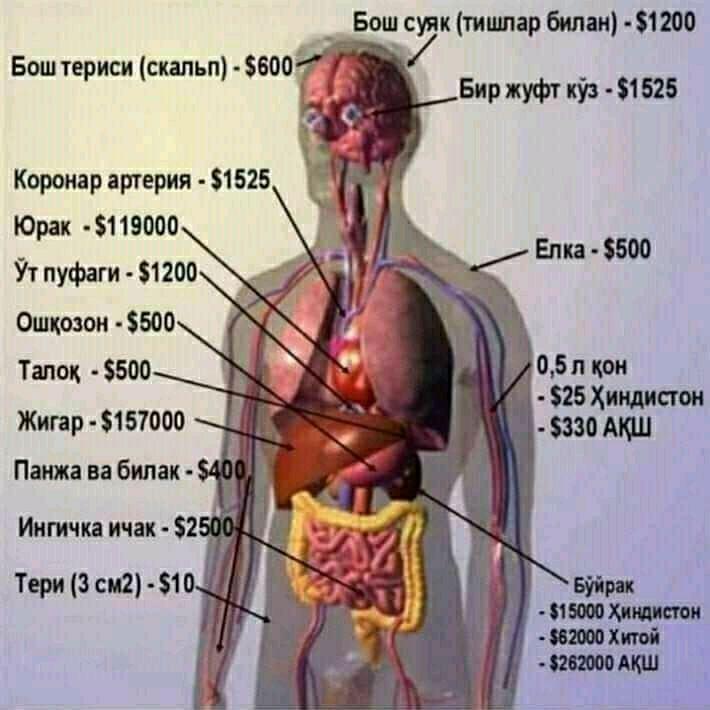 Бош суяк (тишлар билан) - $1200
Бош териси (скальп) - $600
Бир жуфт кўз - $1525
Коронар артерия - $1525
Юрак - $119000
Ўт пуфаги - $1200
Ошқозон - $500
Талоқ - $500
Жигар - $157000
Панжа ва билак - $400
Ингичка ичак - $2500
Тери (3 см2) - $10
Елка - $500
0,5 л қон
- $25 Ҳиндистон
- $330 АҚШ
Бўйрак
- $15000 Ҳиндистон
- $62000 Хитой
- $262000 АҚШ